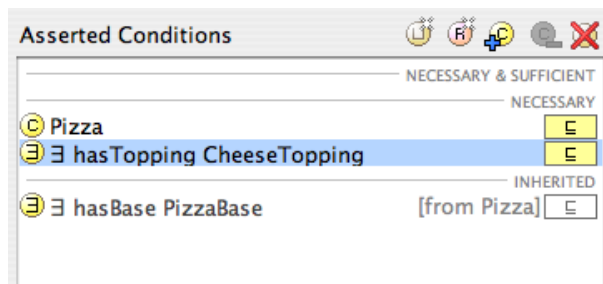 Asserted Conditions
NECESSARY & SUFFICIENT
NECESSARY
C Pizza ⊑
∃ ∃ hasTopping CheeseTopping ⊑
INHERITED
∃ ∃ hasBase PizzaBase [from Pizza] ⊑